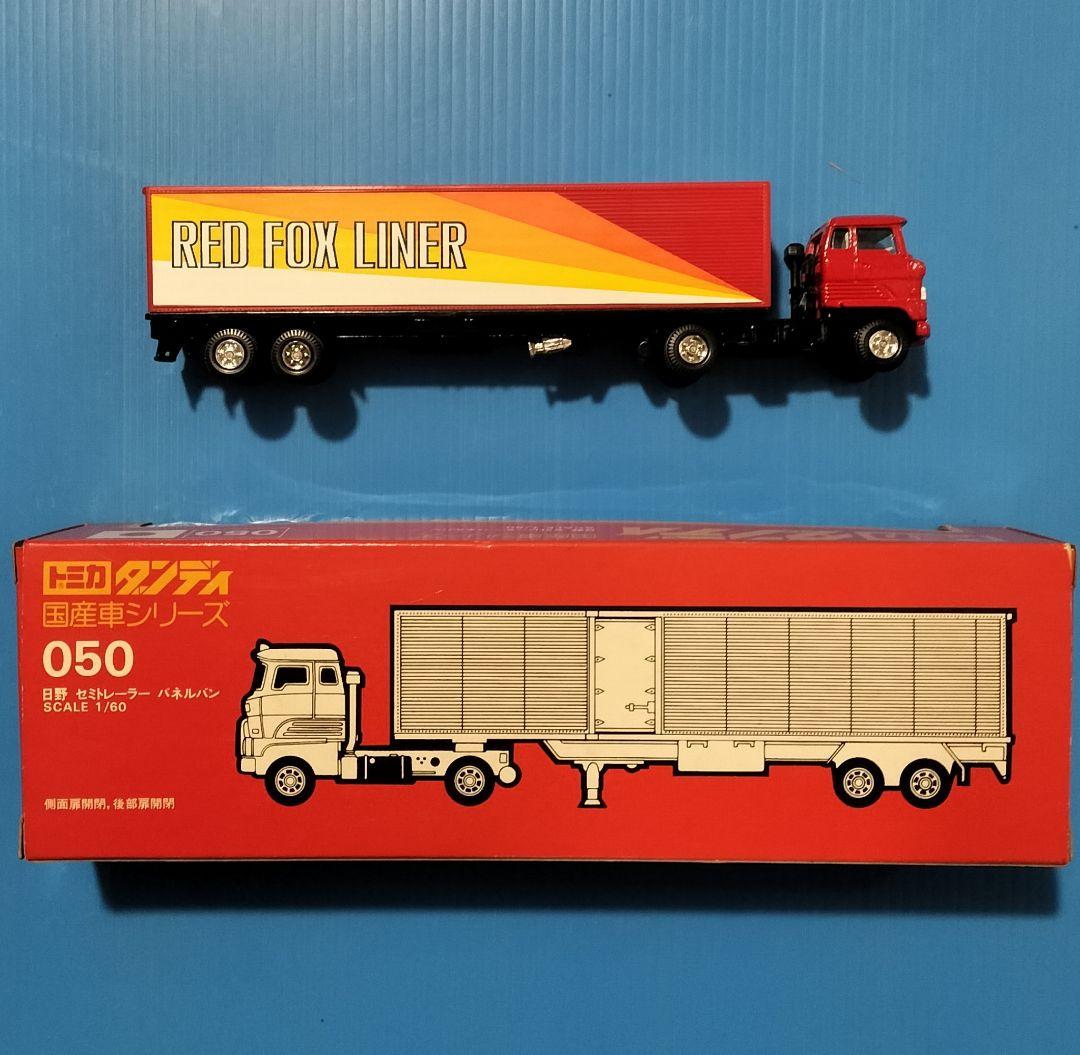 RED FOX LINER
050
トミカ ダンディ
国産車シリーズ
050
日野 セミトレーラー パネルバン
SCALE 1/60
側面扉開閉,後部扉開閉